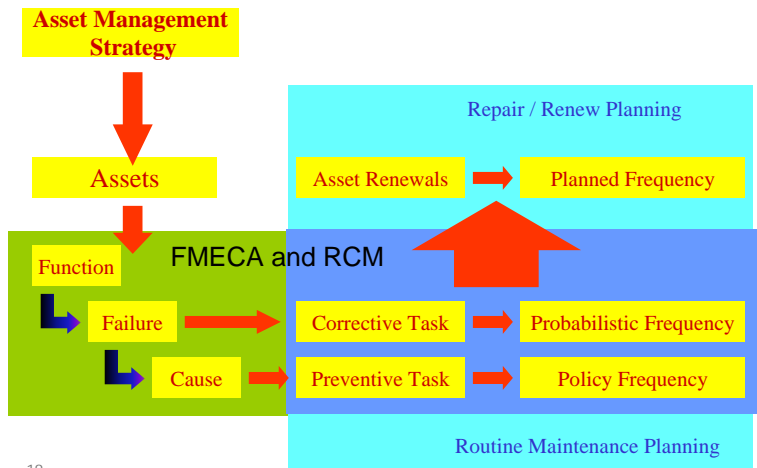 Asset Management
Strategy
Repair / Renew Planning
Assets
Asset Renewals
Planned Frequency
Function
FMECA and RCM
Failure
Corrective Task
Probabilistic Frequency
Cause
Preventive Task
Policy Frequency
Routine Maintenance Planning